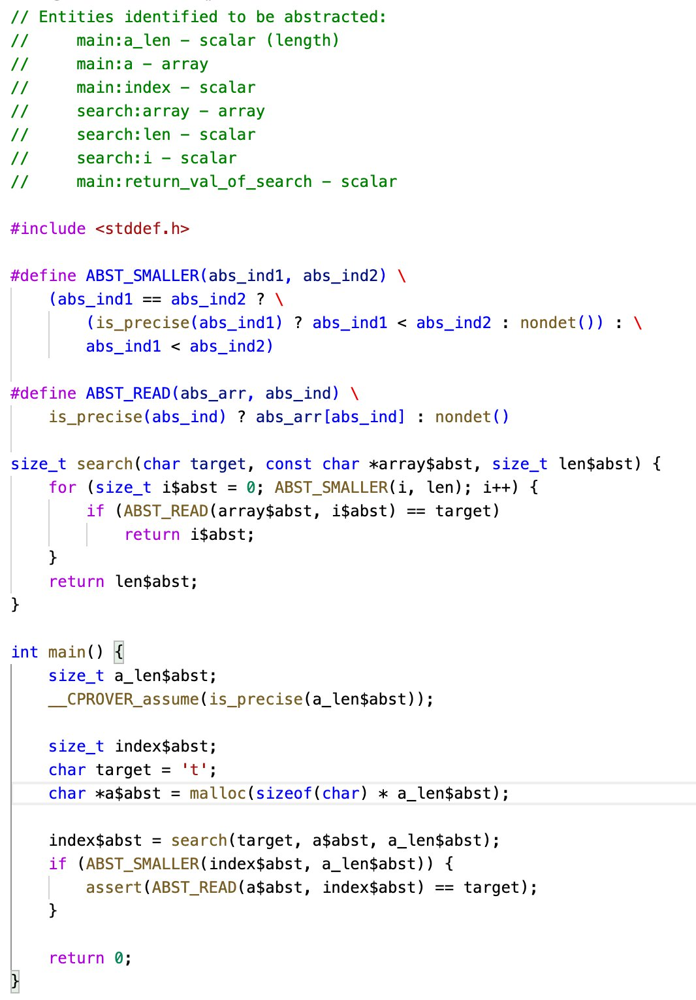 // Entities identified to be abstracted:
//     main:a_len – scalar (length)
//     main:a – array
//     main:index – scalar
//     search:array – array
//     search:len – scalar
//     search:i – scalar
//     main:return_val_of_search – scalar
#include <stddef.h>
#define ABST_SMALLER(abs_ind1, abs_ind2) \
    (abs_ind1 == abs_ind2 ? \
        (is_precise(abs_ind1) ? abs_ind1 < abs_ind2 : nondet()) : \
        abs_ind1 < abs_ind2)
#define ABST_READ(abs_arr, abs_ind) \
    is_precise(abs_ind) ? abs_arr[abs_ind] : nondet()
size_t search(char target, const char *array$abst, size_t len$abst) {
    for (size_t i$abst = 0; ABST_SMALLER(i, len); i++) {
        if (ABST_READ(array$abst, i$abst) == target)
            return i$abst;
    }
    return len$abst;
}
int main() {
    size_t a_len$abst;
    __CPROVER_assume(is_precise(a_len$abst));
    size_t index$abst;
    char target = 't';
    char *a$abst = malloc(sizeof(char) * a_len$abst);
    index$abst = search(target, a$abst, a_len$abst);
    if (ABST_SMALLER(index$abst, a_len$abst)) {
        assert(ABST_READ(a$abst, index$abst) == target);
    }
    return 0;
}